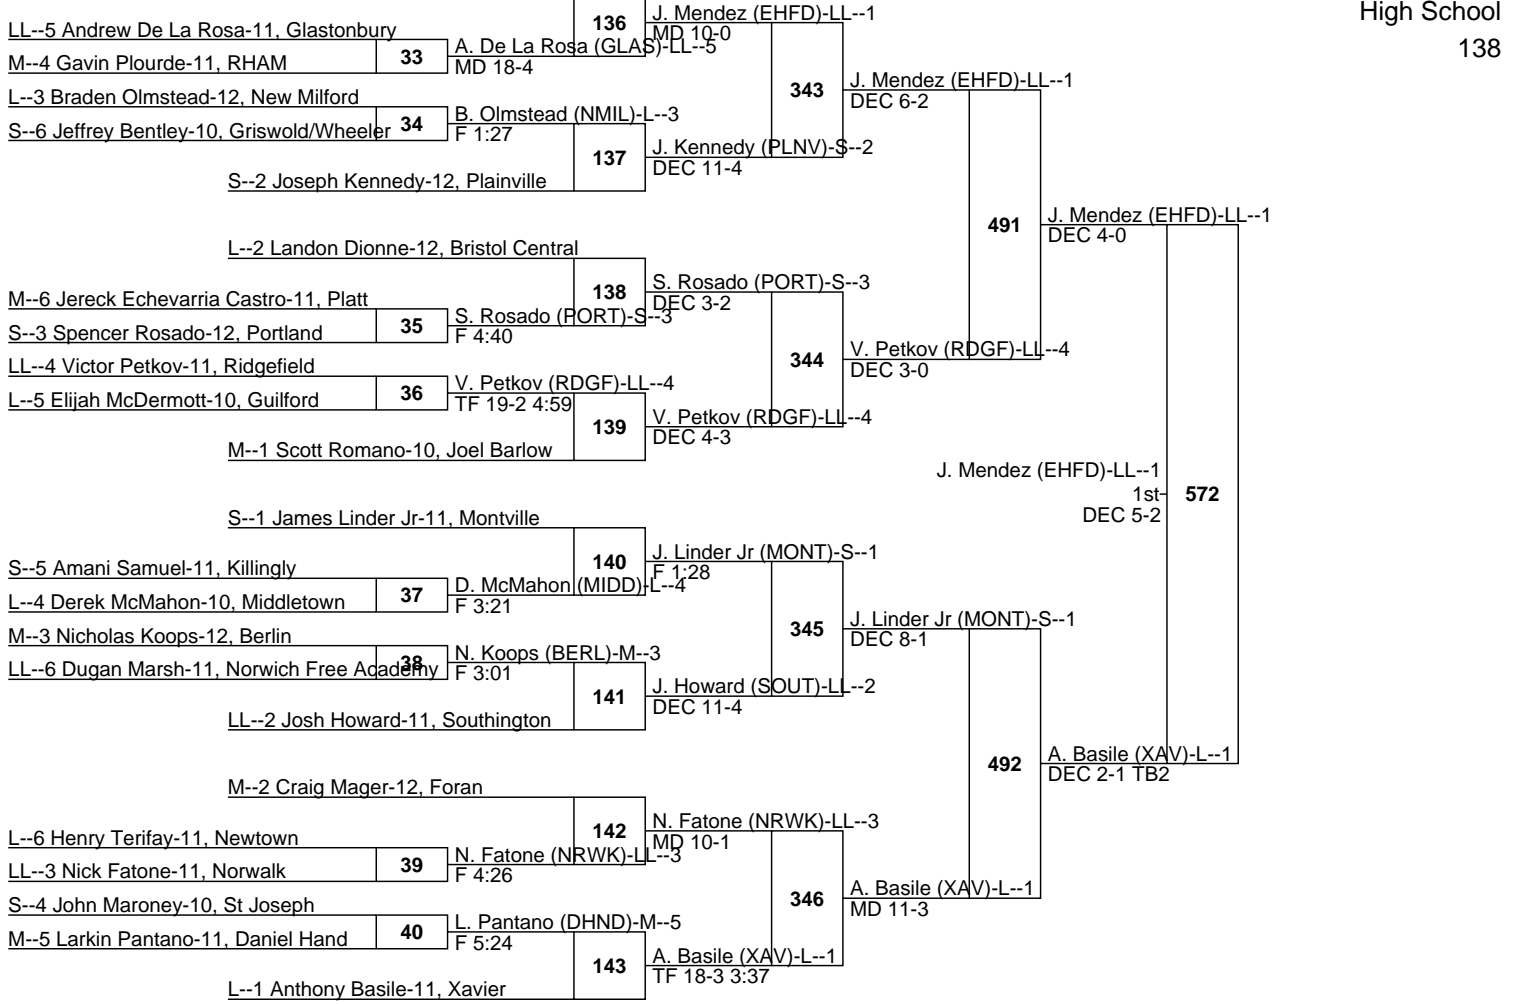 High School
138
LL--5 Andrew De La Rosa-11, Glastonbury
M--4 Gavin Plourde-11, RHAM
L--3 Braden Olmstead-12, New Milford
S--6 Jeffrey Bentley-10, Griswold/Wheeler
S--2 Joseph Kennedy-12, Plainville
L--2 Landon Dionne-12, Bristol Central
M--6 Jereck Echevarria Castro-11, Platt
S--3 Spencer Rosado-12, Portland
LL--4 Victor Petkov-11, Ridgefield
L--5 Elijah McDermott-10, Guilford
M--1 Scott Romano-10, Joel Barlow
S--1 James Linder Jr-11, Montville
S--5 Amani Samuel-11, Killingly
L--4 Derek McMahon-10, Middletown
M--3 Nicholas Koops-12, Berlin
LL--6 Dugan Marsh-11, Norwich Free Academy
LL--2 Josh Howard-11, Southington
M--2 Craig Mager-12, Foran
L--6 Henry Terifay-11, Newtown
LL--3 Nick Fatone-11, Norwalk
S--4 John Maroney-10, St Joseph
M--5 Larkin Pantano-11, Daniel Hand
L--1 Anthony Basile-11, Xavier
33
A. De La Rosa (GLAS)-LL--5
MD 18-4
34
B. Olmstead (NMIL)-L--3
F 1:27
35
S. Rosado (PORT)-S--3
F 4:40
36
V. Petkov (RDGF)-LL--4
TF 19-2 4:59
37
D. McMahon (MIDD)-L--4
F 3:21
38
N. Koops (BERL)-M--3
F 3:01
39
N. Fatone (NRWK)-LL--3
F 4:26
40
L. Pantano (DHND)-M--5
F 5:24
136
J. Mendez (EHFD)-LL--1
MD 10-0
137
J. Kennedy (PLNV)-S--2
DEC 11-4
138
S. Rosado (PORT)-S--3
DEC 3-2
139
V. Petkov (RDGF)-LL--4
DEC 4-3
140
J. Linder Jr (MONT)-S--1
F 1:28
141
J. Howard (SOUT)-LL--2
DEC 11-4
142
N. Fatone (NRWK)-LL--3
MD 10-1
143
A. Basile (XAV)-L--1
TF 18-3 3:37
343
J. Mendez (EHFD)-LL--1
DEC 6-2
344
V. Petkov (RDGF)-LL--4
DEC 3-0
345
J. Linder Jr (MONT)-S--1
DEC 8-1
346
A. Basile (XAV)-L--1
MD 11-3
491
J. Mendez (EHFD)-LL--1
DEC 4-0
492
A. Basile (XAV)-L--1
DEC 2-1 TB2
J. Mendez (EHFD)-LL--1
1st
DEC 5-2
572